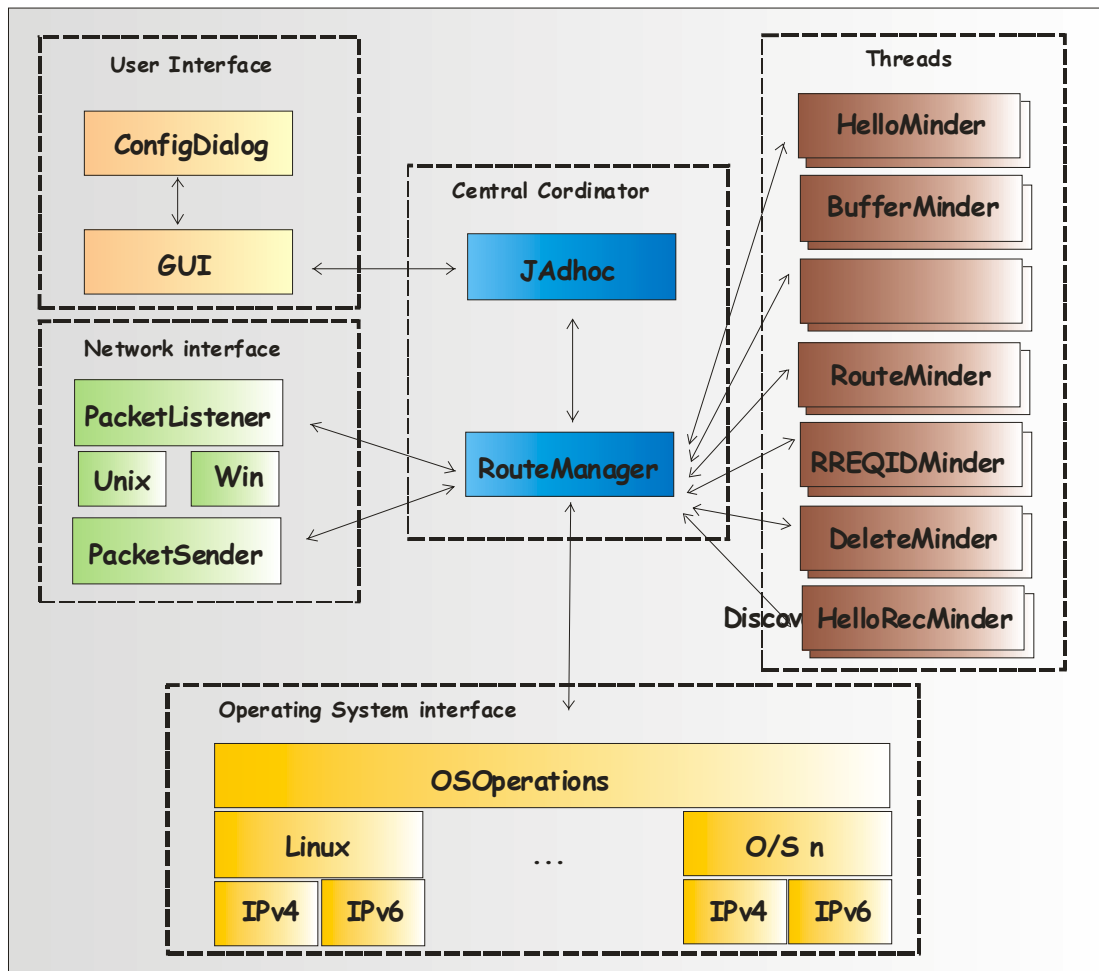 User Interface
ConfigDialog
GUI
Network interface
PacketListener
Unix
Win
PacketSender
Central Cordinator
JAdhoc
RouteManager
Threads
HelloMinder
BufferMinder
RouteMinder
RREQIDMinder
DeleteMinder
Discov
HelloRecMinder
Operating System interface
OSOperations
Linux
...
O/S n
IPv4
IPv6
IPv4
IPv6